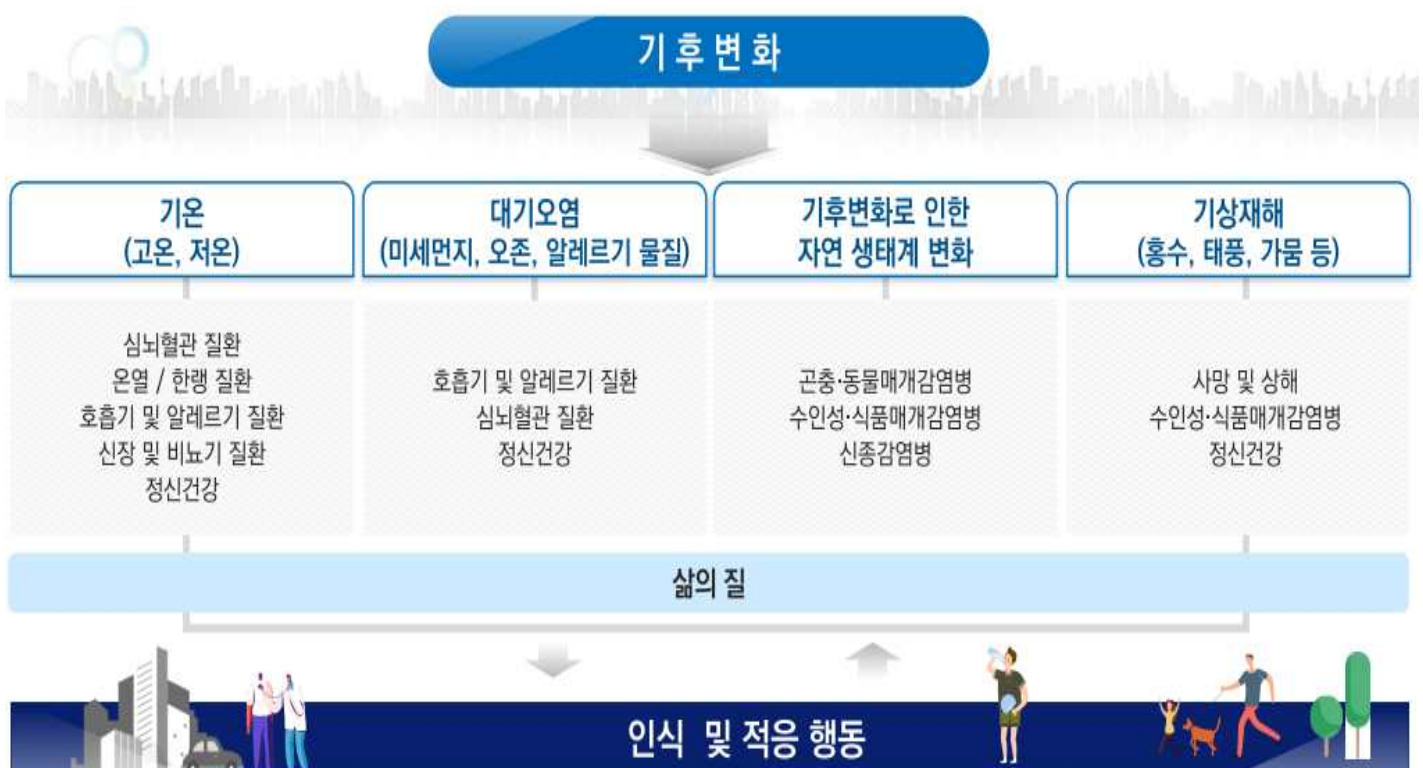 기후변화
기온
(고온, 저온)
대기오염
(미세먼지, 오존, 알레르기 물질)
기후변화로 인한
자연 생태계 변화
기상재해
(홍수, 태풍, 가뭄 등)
심뇌혈관 질환
온열 / 한랭 질환
호흡기 및 알레르기 질환
신장 및 비뇨기 질환
정신건강
호흡기 및 알레르기 질환
심뇌혈관 질환
정신건강
곤충·동물매개감염병
수인성·식품매개감염병
신종감염병
사망 및 상해
수인성·식품매개감염병
정신건강
삶의 질
인식 및 적응 행동